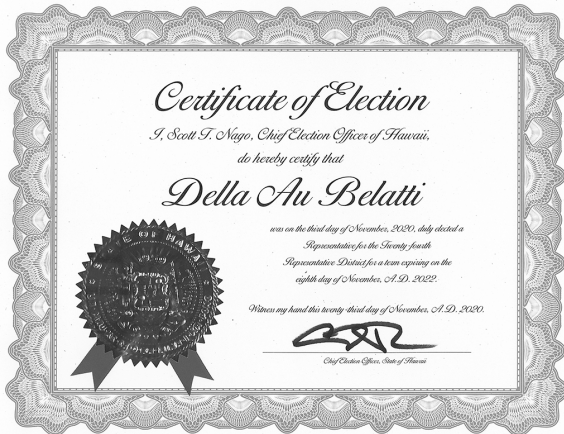 Certificate of Election
I, Scott T. Nago, Chief Election Officer of Hawaii,
do hereby certify that
Della Au Belatti
was on the third day of November, 2020, duly elected a
Representative for the Twenty-fourth
Representative District for a term expiring on the
eighth day of November, A.D. 2022.
Witness my hand this twenty-third day of November, A.D. 2020.
Chief Election Officer, State of Hawaii
STATE OF HAWAII